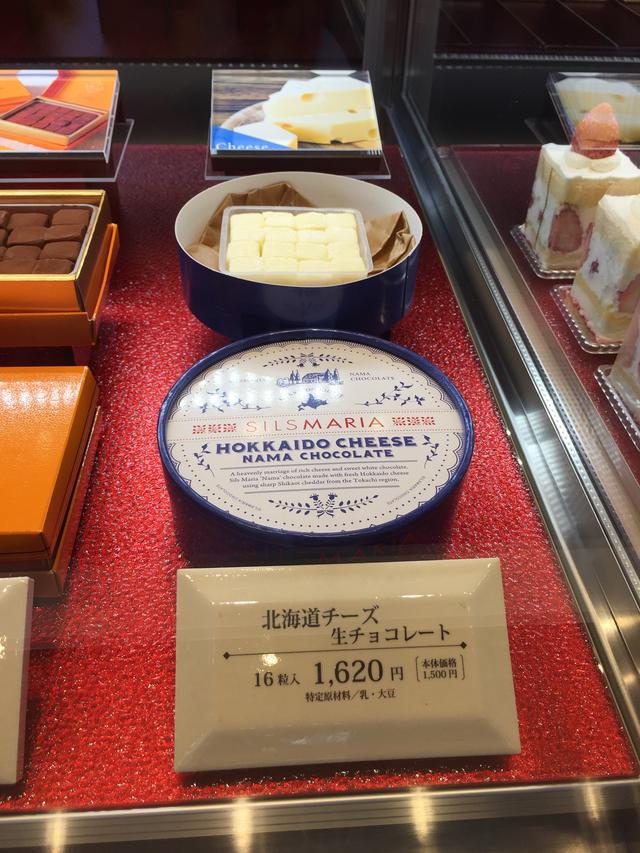 Cheese
NAMA
CHOCOLATE
SILSMARIA
HOKKAIDO CHEESE
NAMA CHOCOLATE
A heavenly marriage of rich cheese and sweet white chocolate.
Sils Maria 'Nama' chocolate made with fresh Hokkaido cheese
using sharp Shikaoi cheddar from the Tokachi region.
北海道チーズ
生チョコレート
16粒入 1,620円 本体価格
1,500円
特定原材料／乳・大豆